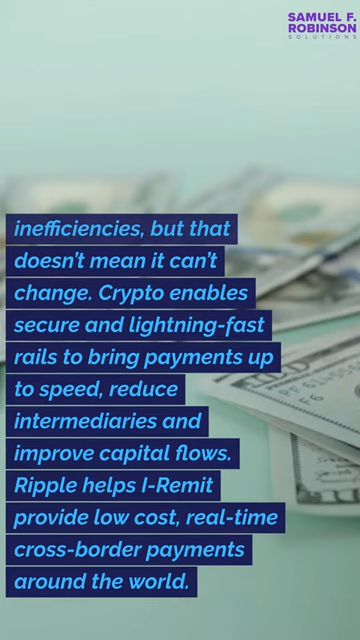 SAMUEL F.
ROBINSON
SOLUTIONS
inefficiencies, but that
doesn't mean it can't
change. Crypto enables
secure and lightning-fast
rails to bring payments up
to speed, reduce
intermediaries and
improve capital flows.
Ripple helps I-Remit
provide low cost, real-time
cross-border payments
around the world.